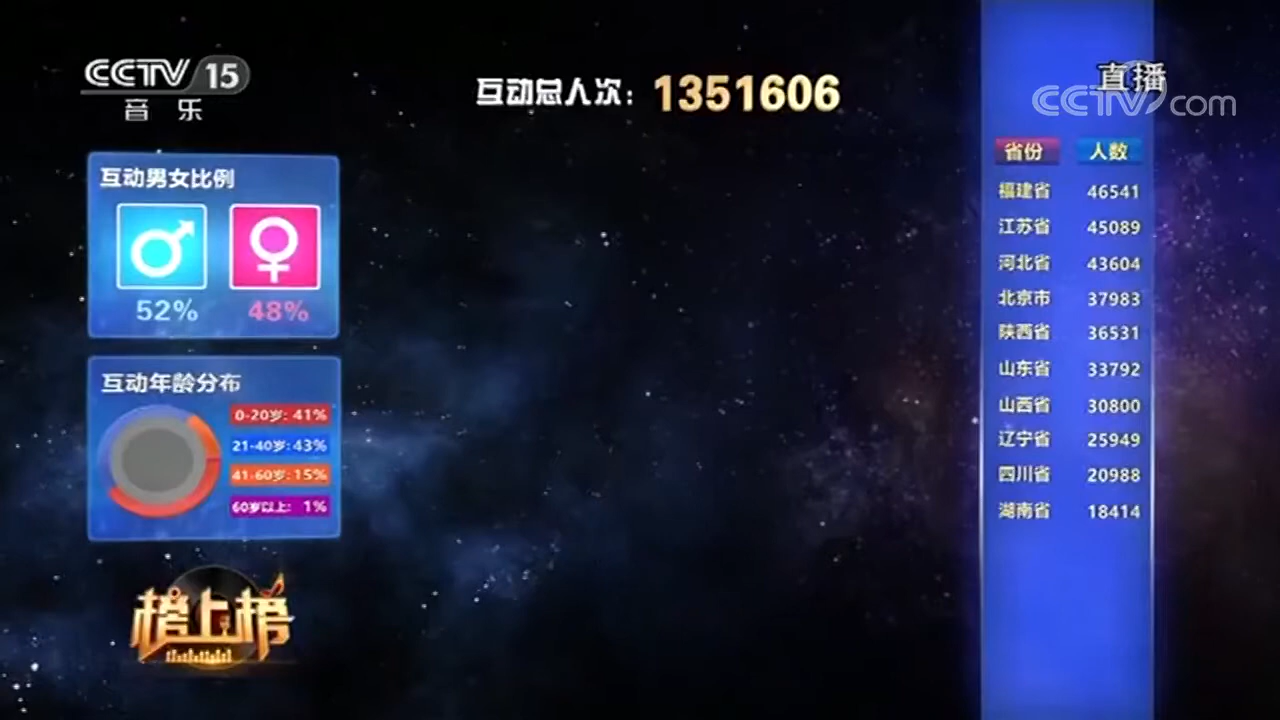 CCTV 15
音乐
互动总人次：1351606
直播
CCTV.com
互动男女比例
52% 48%
互动年龄分布
0-20岁: 41%
21-40岁: 43%
41-60岁: 15%
60岁以上: 1%
榜上榜
省份 人数
福建省 46541
江苏省 45089
河北省 43604
北京市 37983
陕西省 36531
山东省 33792
山西省 30800
辽宁省 25949
四川省 20988
湖南省 18414